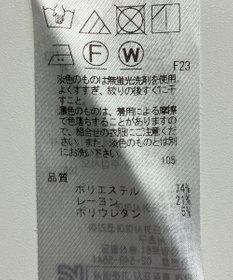 F
W
F23
淡色のものは無蛍光洗剤を使用。
よくすすぎ、絞りの後すぐに干
すこと。
濃色のものは、着用による摩擦
で色落ちすることがありますの
で、組合せの衣服にご注意くだ
さい。また、淡色のものとは別
にお洗い下さい。
105
品質
ポリエステル 74%
レーヨン 21%
ポリウレタン 5%